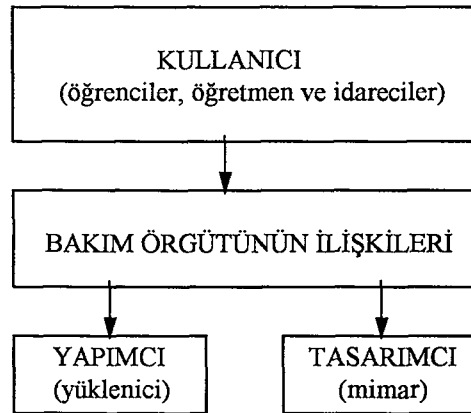 KULLANICI
(öğrenciler, öğretmen ve idareciler)
BAKIM ÖRGÜTÜNÜN İLİŞKİLERİ
YAPIMCI
(yüklenici)
TASARIMCI
(mimar)